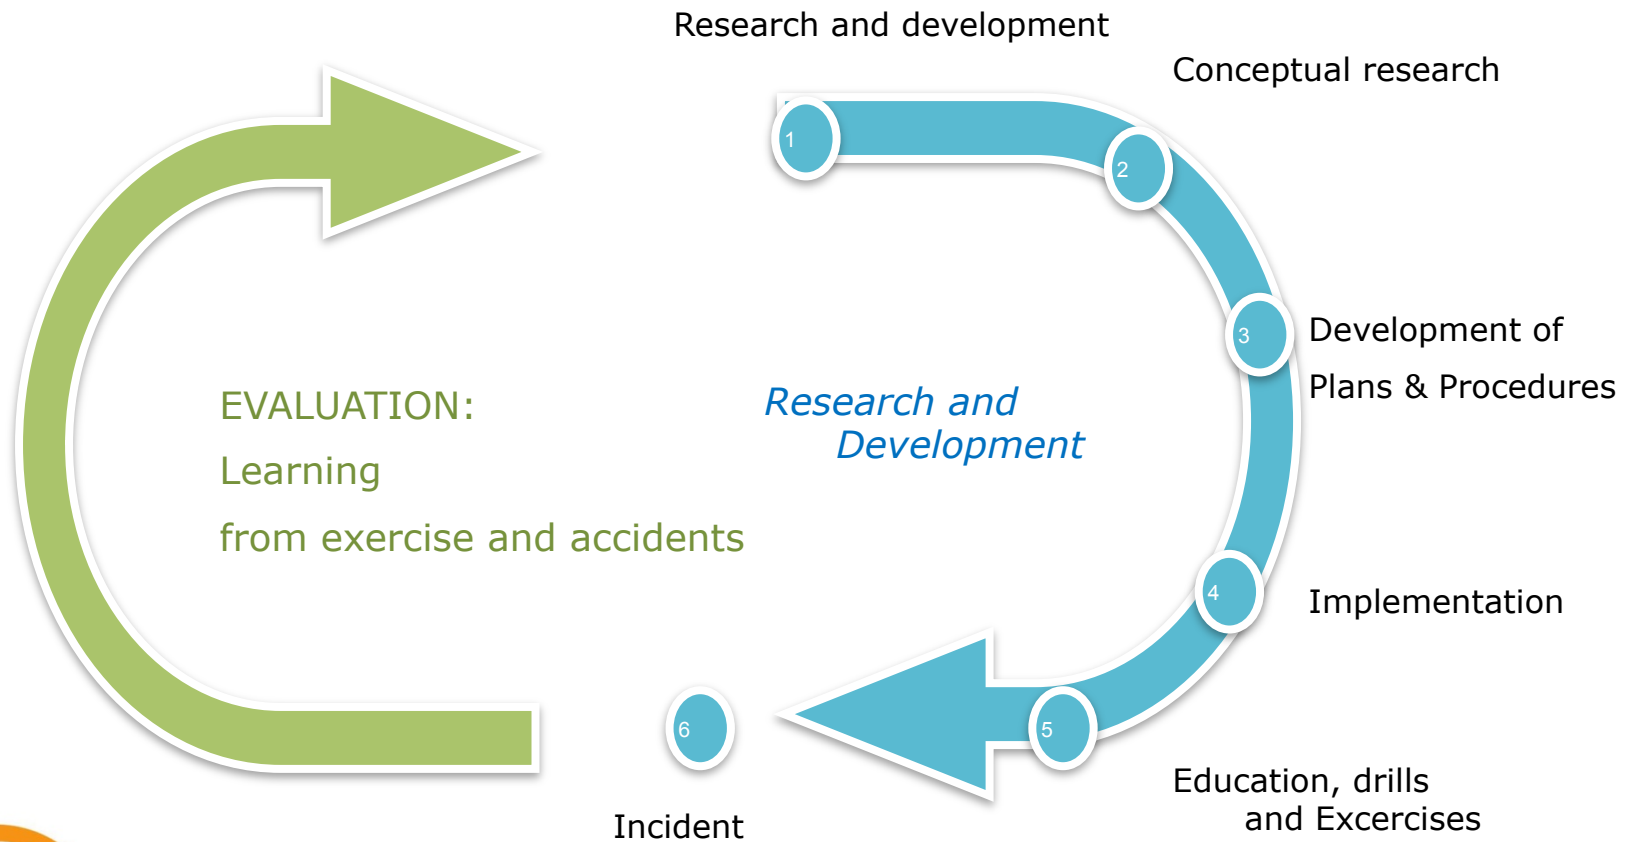 Research and development
Conceptual research
1
2
3
Development of
Plans & Procedures
EVALUATION:
Learning
from exercise and accidents
Research and
Development
4
Implementation
5
6
Education, drills
and Excercises
Incident